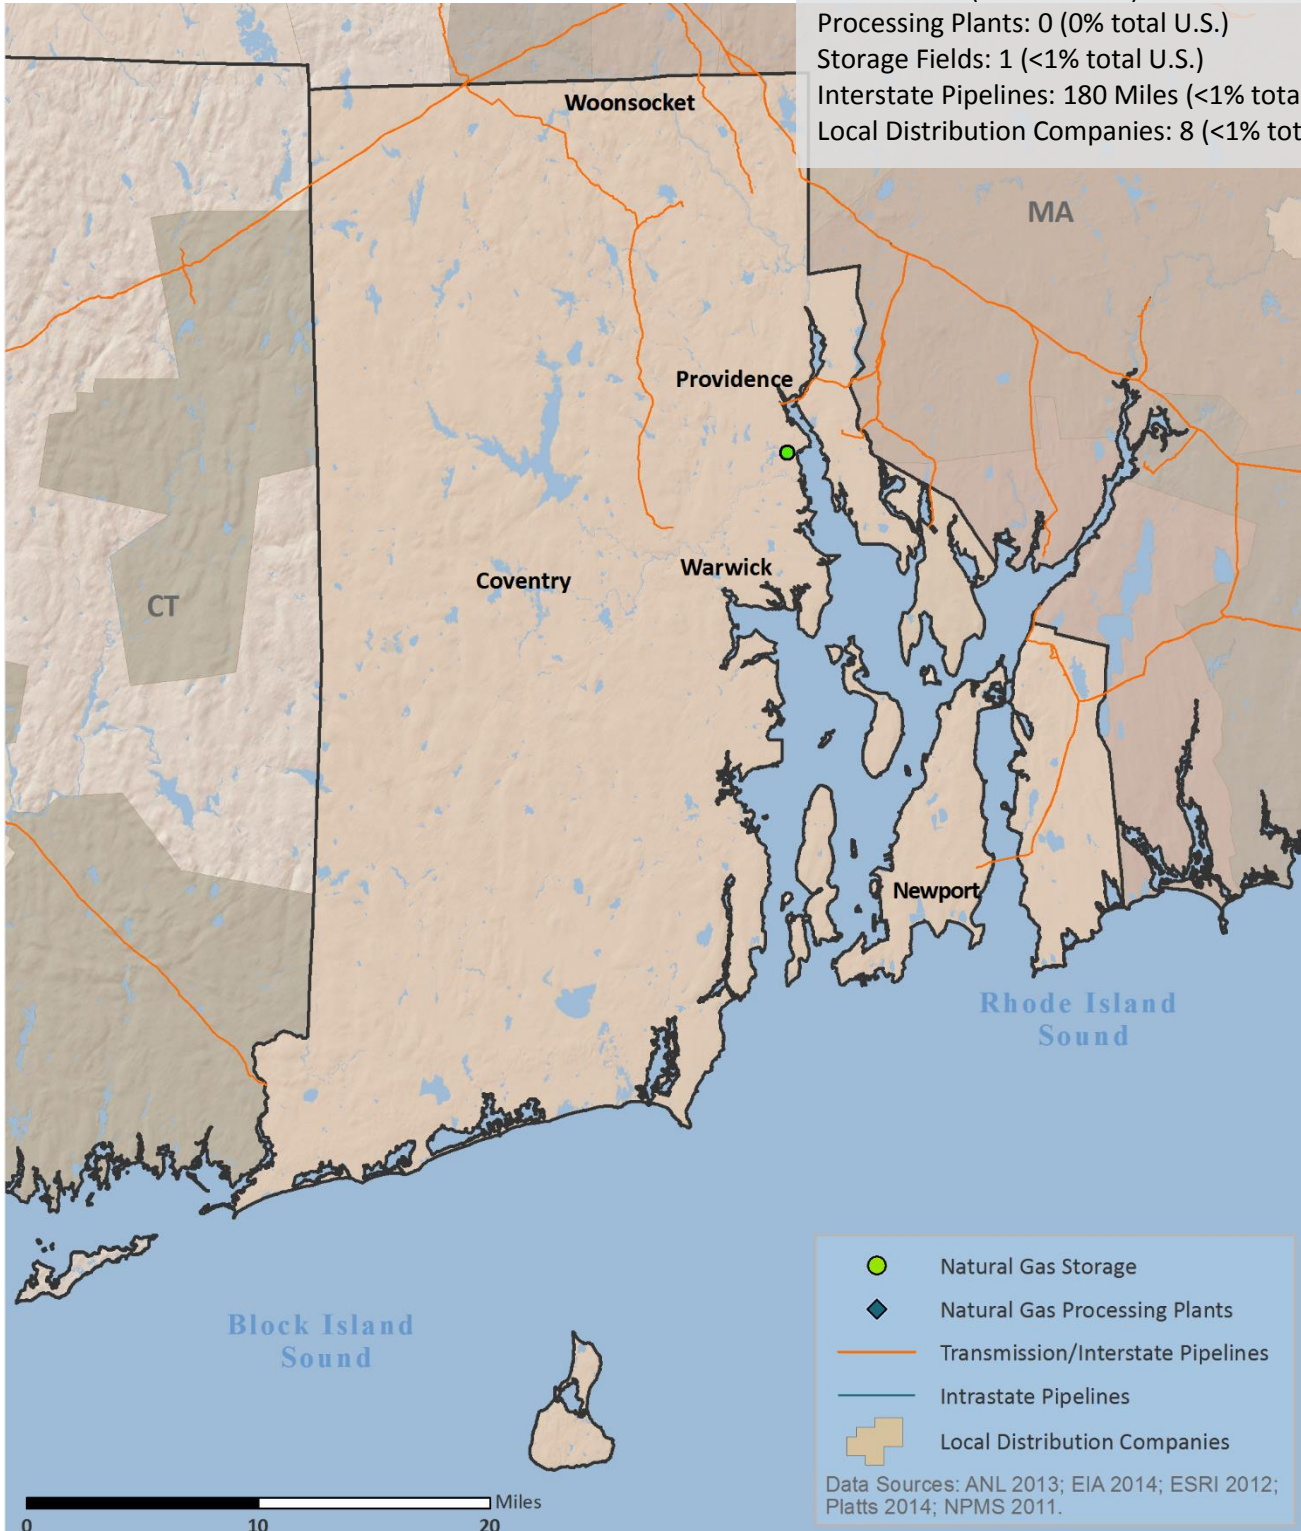 Processing Plants: 0 (0% total U.S.)
Storage Fields: 1 (<1% total U.S.)
Interstate Pipelines: 180 Miles (<1% tota
Local Distribution Companies: 8 (<1% tot
Woonsocket
MA
Providence
Warwick
Coventry
CT
Newport
Rhode Island
Sound
Block Island
Sound
Natural Gas Storage
Natural Gas Processing Plants
Transmission/Interstate Pipelines
Intrastate Pipelines
Local Distribution Companies
Data Sources: ANL 2013; EIA 2014; ESRI 2012;
Platts 2014; NPMS 2011.
Miles
0 10 20